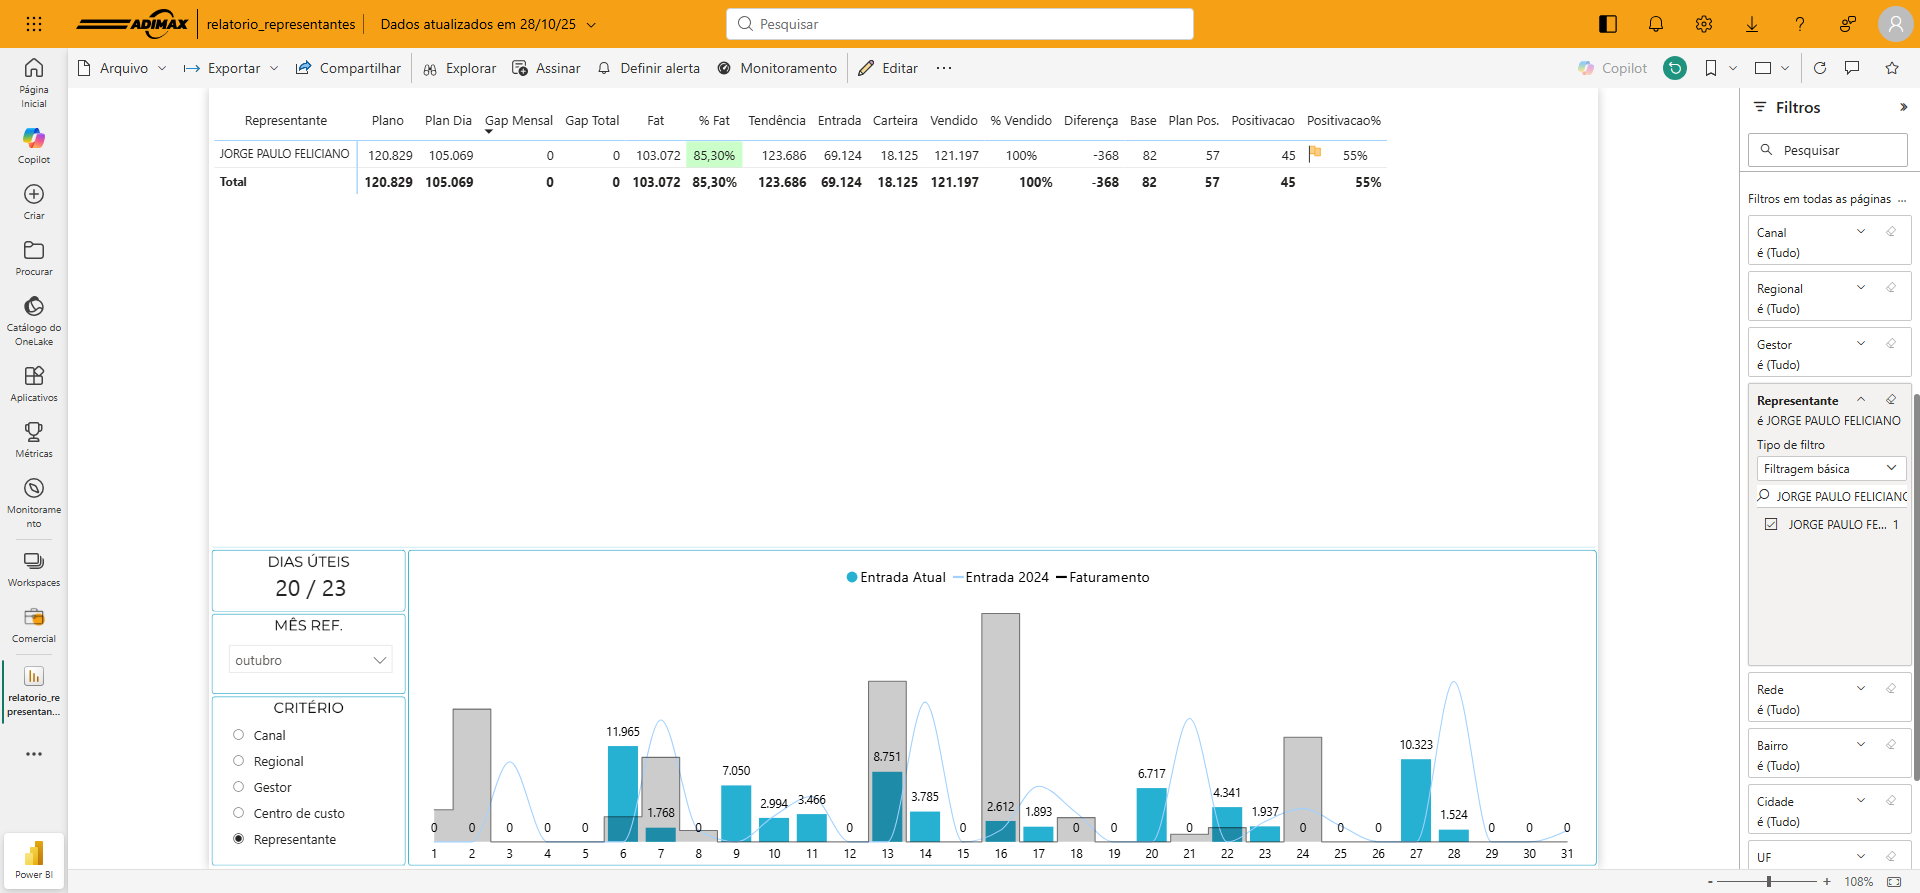 ADIMAX relatorio_representantes Dados atualizados em 28/10/25 Pesquisar
Arquivo Exportar Compartilhar Explorar Assinar Definir alerta Monitoramento Editar ... Copilot
Página Inicial
Copilot
Criar
Procurar
Catálogo do OneLake
Aplicativos
Métricas
Monitoramento
Workspaces
Comercial
relatorio_representan...
...
Power BI
Representante Plano Plan Dia Gap Mensal Gap Total Fat % Fat Tendência Entrada Carteira Vendido % Vendido Diferença Base Plan Pos. Positivacao Positivacao%
JORGE PAULO FELICIANO 120.829 105.069 0 0 103.072 85,30% 123.686 69.124 18.125 121.197 100% -368 82 57 45 55%
Total 120.829 105.069 0 0 103.072 85,30% 123.686 69.124 18.125 121.197 100% -368 82 57 45 55%
DIAS ÚTEIS
20 / 23
MÊS REF.
outubro
CRITÉRIO
Canal
Regional
Gestor
Centro de custo
Representante
Entrada Atual Entrada 2024 Faturamento
0 0 0 0 0 11.965 1.768 0 7.050 2.994 3.466 0 8.751 3.785 0 2.612 1.893 0 0 6.717 0 4.341 1.937 0 0 0 10.323 1.524 0 0 0
1 2 3 4 5 6 7 8 9 10 11 12 13 14 15 16 17 18 19 20 21 22 23 24 25 26 27 28 29 30 31
Filtros
Pesquisar
Filtros em todas as páginas ...
Canal
é (Tudo)
Regional
é (Tudo)
Gestor
é (Tudo)
Representante
é JORGE PAULO FELICIANO
Tipo de filtro
Filtragem básica
JORGE PAULO FELICIANO
JORGE PAULO FE... 1
Rede
é (Tudo)
Bairro
é (Tudo)
Cidade
é (Tudo)
UF
- + 108%